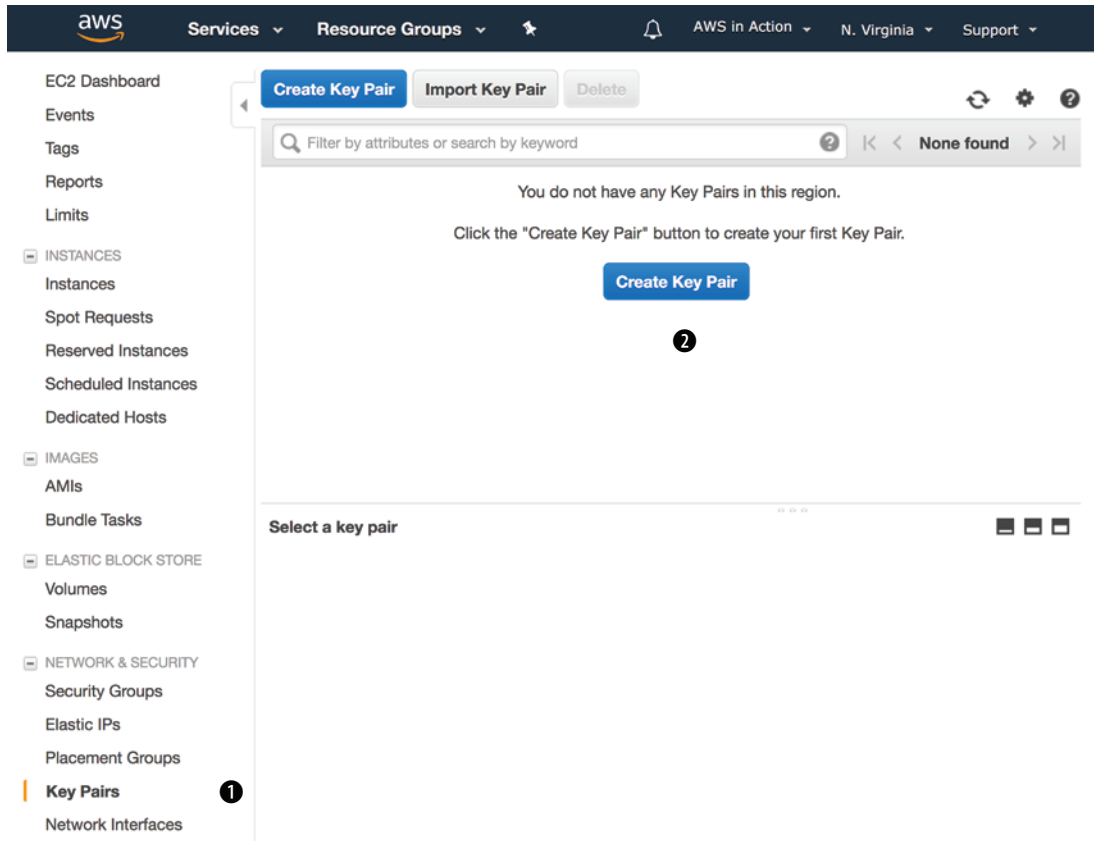 aws Services Resource Groups AWS in Action N. Virginia Support
EC2 Dashboard
Events
Tags
Reports
Limits
INSTANCES
Instances
Spot Requests
Reserved Instances
Scheduled Instances
Dedicated Hosts
IMAGES
AMIs
Bundle Tasks
ELASTIC BLOCK STORE
Volumes
Snapshots
NETWORK & SECURITY
Security Groups
Elastic IPs
Placement Groups
Key Pairs ❶
Network Interfaces
Create Key Pair Import Key Pair Delete
Filter by attributes or search by keyword None found
You do not have any Key Pairs in this region.
Click the "Create Key Pair" button to create your first Key Pair.
Create Key Pair
❷
Select a key pair